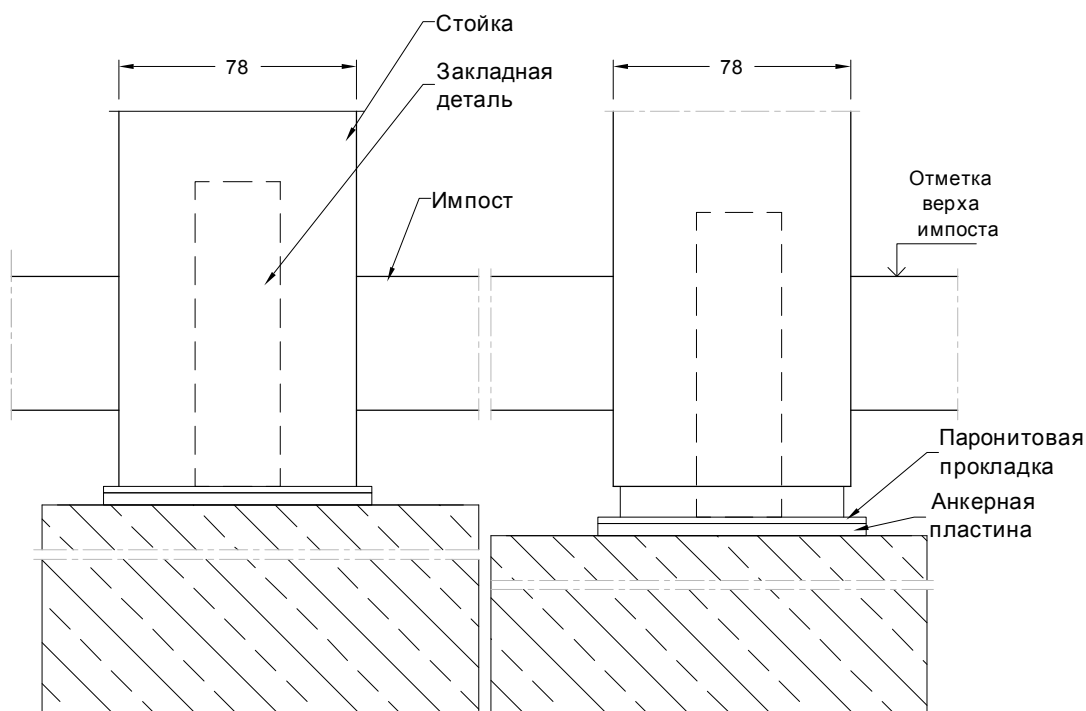 Стойка
78
Закладная
деталь
78
Импост
Отметка
верха
импоста
Паронитовая
прокладка
Анкерная
пластина